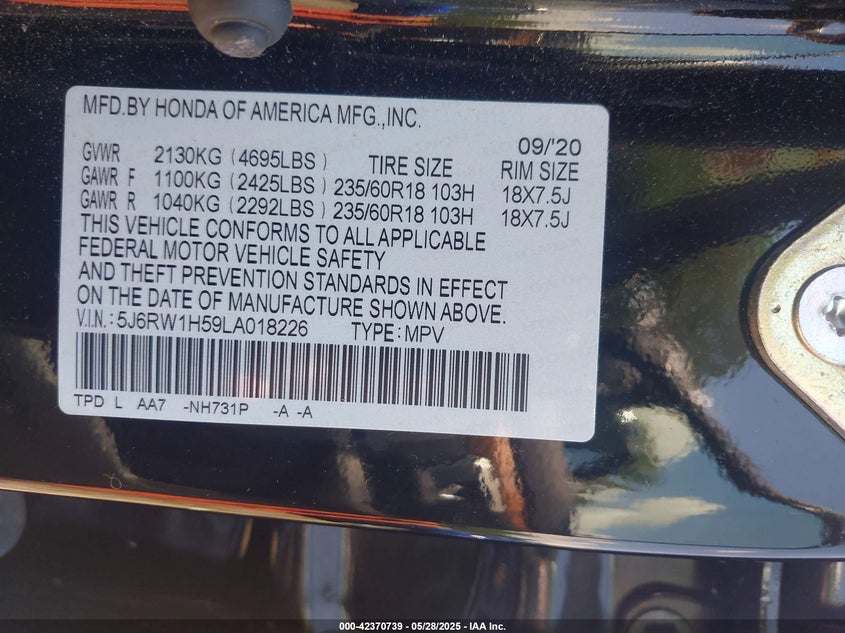 MFD.BY HONDA OF AMERICA MFG.,INC.
09/'20
GVWR 2130KG (4695LBS) TIRE SIZE RIM SIZE
GAWR F 1100KG (2425LBS) 235/60R18 103H 18X7.5J
GAWR R 1040KG (2292LBS) 235/60R18 103H 18X7.5J
THIS VEHICLE CONFORMS TO ALL APPLICABLE
FEDERAL MOTOR VEHICLE SAFETY
AND THEFT PREVENTION STANDARDS IN EFFECT
ON THE DATE OF MANUFACTURE SHOWN ABOVE.
V.I.N.:5J6RW1H59LA018226 TYPE:MPV
TPD L AA7 -NH731P -A -A
000-42370739 - 05/28/2025 - IAA Inc.